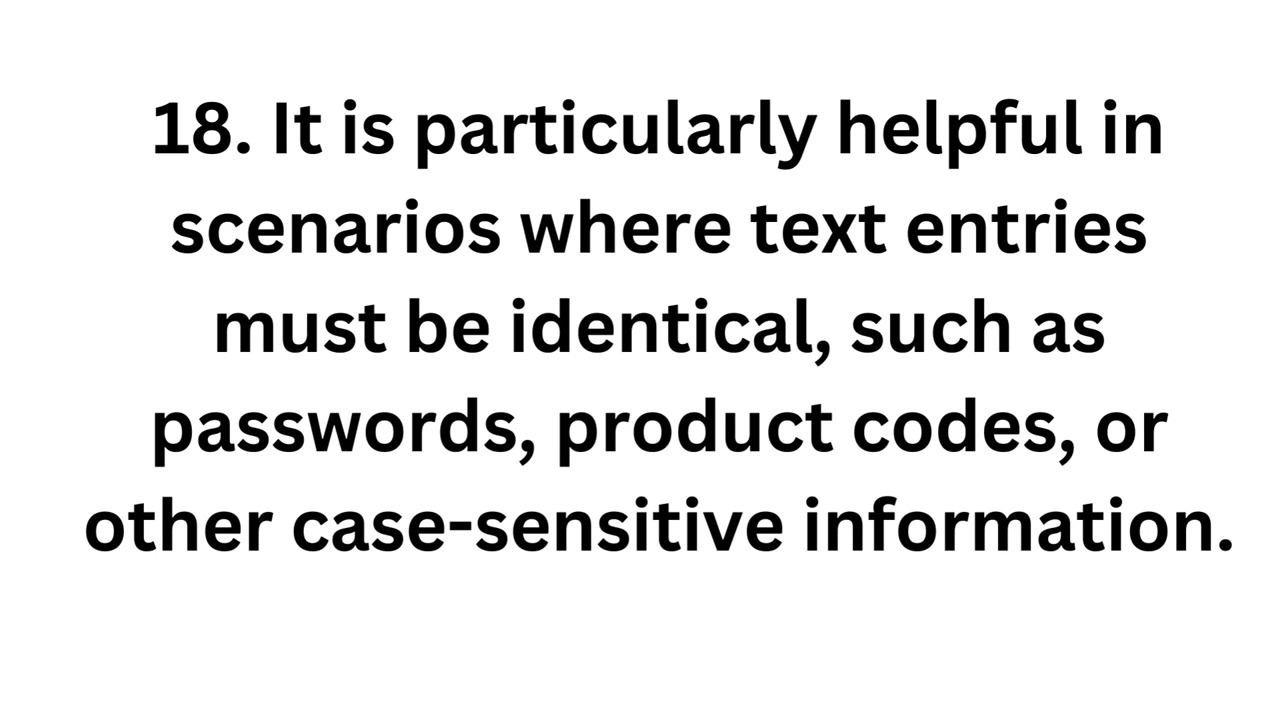 18. It is particularly helpful in
scenarios where text entries
must be identical, such as
passwords, product codes, or
other case-sensitive information.